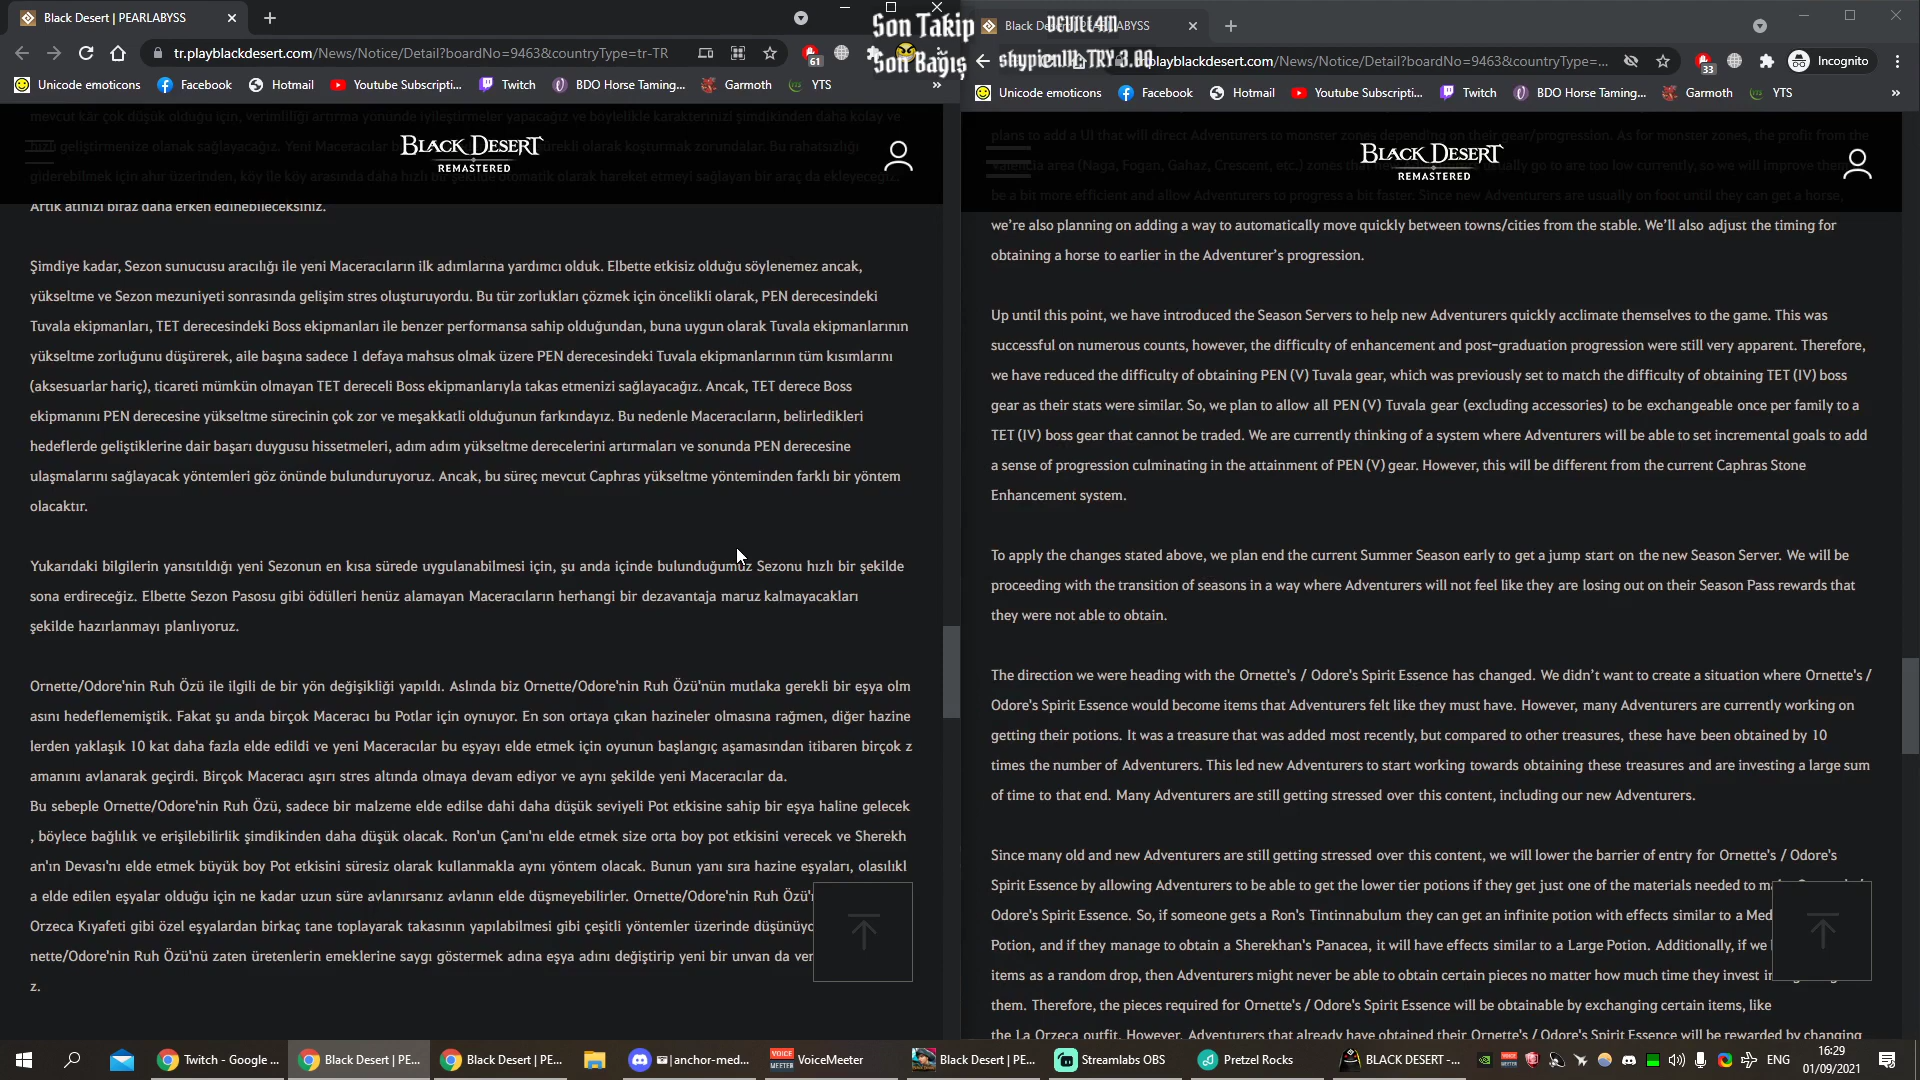 Black Desert | PEARLABYSS
Son Takip
Son Bağış
tr.playblackdesert.com/News/Notice/Detail?boardNo=9463&countryType=tr-TR
61
Unicode emoticons
Facebook
Hotmail
Youtube Subscripti...
Twitch
BDO Horse Taming...
Garmoth
YTS
mevcut kâr çok düşük olduğu için, verimliliği artırma yönünde iyileştirmeler yapacağız ve böylelikle karakterinizi şimdikinden daha kolay ve
BLACK DESERT
REMASTERED
gidereb­ilmek için ahır üzerinden, köy ile köy arasında daha hızlı bir şekilde otomatik olarak hareket etmeyi sağlayan bir araç da ekleyeceğiz.
Artık atınızı biraz daha erken edinebileceksiniz.
Şimdiye kadar, Sezon sunucusu aracılığı ile yeni Maceracıların ilk adımlarına yardımcı olduk. Elbette etkisiz olduğu söylenemez ancak,
yükseltme ve Sezon mezuniyeti sonrasında gelişim stres oluşturuyordu. Bu tür zorlukları çözmek için öncelikli olarak, PEN derecesindeki
Tuvala ekipmanları, TET derecesindeki Boss ekipmanları ile benzer performansa sahip olduğundan, buna uygun olarak Tuvala ekipmanlarının
yükseltme zorluğunu düşürerek, aile başına sadece 1 defaya mahsus olmak üzere PEN derecesindeki Tuvala ekipmanlarının tüm kısımlarını
(aksesuarlar hariç), ticareti mümkün olmayan TET dereceli Boss ekipmanlarıyla takas etmenizi sağlayacağız. Ancak, TET derece Boss
ekipmanını PEN derecesine yükseltme sürecinin çok zor ve meşakkatli olduğunun farkındayız. Bu nedenle Maceracıların, belirledikleri
hedeflerde geliştiklerine dair başarı duygusu hissetmeleri, adım adım yükseltme derecelerini artırmaları ve sonunda PEN derecesine
ulaşmalarını sağlayacak yöntemleri göz önünde bulunduruyoruz. Ancak, bu süreç mevcut Caphras yükseltme yönteminden farklı bir yöntem
olacaktır.
Yukarıdaki bilgilerin yansıtıldığı yeni Sezonun en kısa sürede uygulanabilmesi için, şu anda içinde bulunduğumuz Sezonu hızlı bir şekilde
sona erdireceğiz. Elbette Sezon Pasosu gibi ödülleri henüz alamayan Maceracıların herhangi bir dezavantaja maruz kalmayacakları
şekilde hazırlanmayı planlıyoruz.
Ornette/Odore'nin Ruh Özü ile ilgili de bir yön değişikliği yapıldı. Aslında biz Ornette/Odore'nin Ruh Özü'nün mutlaka gerekli bir eşya olm
asını hedeflememiştik. Fakat şu anda birçok Maceracı bu Potlar için oynuyor. En son ortaya çıkan hazineler olmasına rağmen, diğer hazine
lerden yaklaşık 10 kat daha fazla elde edildi ve yeni Maceracılar bu eşyayı elde etmek için oyunun başlangıç aşamasından itibaren birçok z
amanını avlanarak geçirdi. Birçok Maceracı aşırı stres altında olmaya devam ediyor ve aynı şekilde yeni Maceracılar da.
Bu sebeple Ornette/Odore'nin Ruh Özü, sadece bir malzeme elde edilse dahi daha düşük seviyeli Pot etkisine sahip bir eşya haline gelecek
, böylece bağlılık ve erişilebilirlik şimdikinden daha düşük olacak. Ron'un Çanı'nı elde etmek size orta boy pot etkisini verecek ve Sherekh
an'ın Devası'nı elde etmek büyük boy Pot etkisini süresiz olarak kullanmakla aynı yöntem olacak. Bunun yanı sıra hazine eşyaları, olasılıkl
a elde edilen eşyalar olduğu için ne kadar uzun süre avlanırsanız avlanın elde düşmeyebilirler. Ornette/Odore'nin Ruh Özü'
Orzeca Kıyafeti gibi özel eşyalardan birkaç tane toplayarak takasının yapılabilmesi gibi çeşitli yöntemler üzerinde düşünüyo
nette/Odore'nin Ruh Özü'nü zaten üretenlerin emeklerine saygı göstermek adına eşya adını değiştirip yeni bir unvan da ver
z.
Black De PEARLABYSS
skypien10: TRY 3.00
playblackdesert.com/News/Notice/Detail?boardNo=9463&countryType=...
33
Incognito
Unicode emoticons
Facebook
Hotmail
Youtube Subscripti...
Twitch
BDO Horse Taming...
Garmoth
YTS
plans to add a UI that will direct Adventurers to monster zones depending on their gear/progression. As for monster zones, the profit from the
Valencia area (Naga, Fogan, Gahaz, Crescent, etc.) zones that ually go to are too low currently, so we will improve them
BLACK DESERT
REMASTERED
be a bit more efficient and allow Adventurers to progress a bit faster. Since new Adventurers are usually on foot until they can get a horse,
we're also planning on adding a way to automatically move quickly between towns/cities from the stable. We'll also adjust the timing for
obtaining a horse to earlier in the Adventurer's progression.
Up until this point, we have introduced the Season Servers to help new Adventurers quickly acclimate themselves to the game. This was
successful on numerous counts, however, the difficulty of enhancement and post-graduation progression were still very apparent. Therefore,
we have reduced the difficulty of obtaining PEN (V) Tuvala gear, which was previously set to match the difficulty of obtaining TET (IV) boss
gear as their stats were similar. So, we plan to allow all PEN (V) Tuvala gear (excluding accessories) to be exchangeable once per family to a
TET (IV) boss gear that cannot be traded. We are currently thinking of a system where Adventurers will be able to set incremental goals to add
a sense of progression culminating in the attainment of PEN (V) gear. However, this will be different from the current Caphras Stone
Enhancement system.
To apply the changes stated above, we plan end the current Summer Season early to get a jump start on the new Season Server. We will be
proceeding with the transition of seasons in a way where Adventurers will not feel like they are losing out on their Season Pass rewards that
they were not able to obtain.
The direction we were heading with the Ornette's / Odore's Spirit Essence has changed. We didn't want to create a situation where Ornette's /
Odore's Spirit Essence would become items that Adventurers felt like they must have. However, many Adventurers are currently working on
getting their potions. It was a treasure that was added most recently, but compared to other treasures, these have been obtained by 10
times the number of Adventurers. This led new Adventurers to start working towards obtaining these treasures and are investing a large sum
of time to that end. Many Adventurers are still getting stressed over this content, including our new Adventurers.
Since many old and new Adventurers are still getting stressed over this content, we will lower the barrier of entry for Ornette's / Odore's
Spirit Essence by allowing Adventurers to be able to get the lower tier potions if they get just one of the materials needed to
Odore's Spirit Essence. So, if someone gets a Ron's Tintinnabulum they can get an infinite potion with effects similar to a Med
Potion, and if they manage to obtain a Sherekhan's Panacea, it will have effects similar to a Large Potion. Additionally, if we
items as a random drop, then Adventurers might never be able to obtain certain pieces no matter how much time they invest
them. Therefore, the pieces required for Ornette's / Odore's Spirit Essence will be obtainable by exchanging certain items, like
the La Orzeca outfit. However, Adventurers that already have obtained their Ornette's / Odore's Spirit Essence will be rewarded by changing
Twitch - Google ...
Black Desert | PE...
Black Desert | PE...
| anchor-med...
VoiceMeeter
Black Desert | PE...
Streamlabs OBS
Pretzel Rocks
BLACK DESERT -...
ENG
16:29
01/09/2021